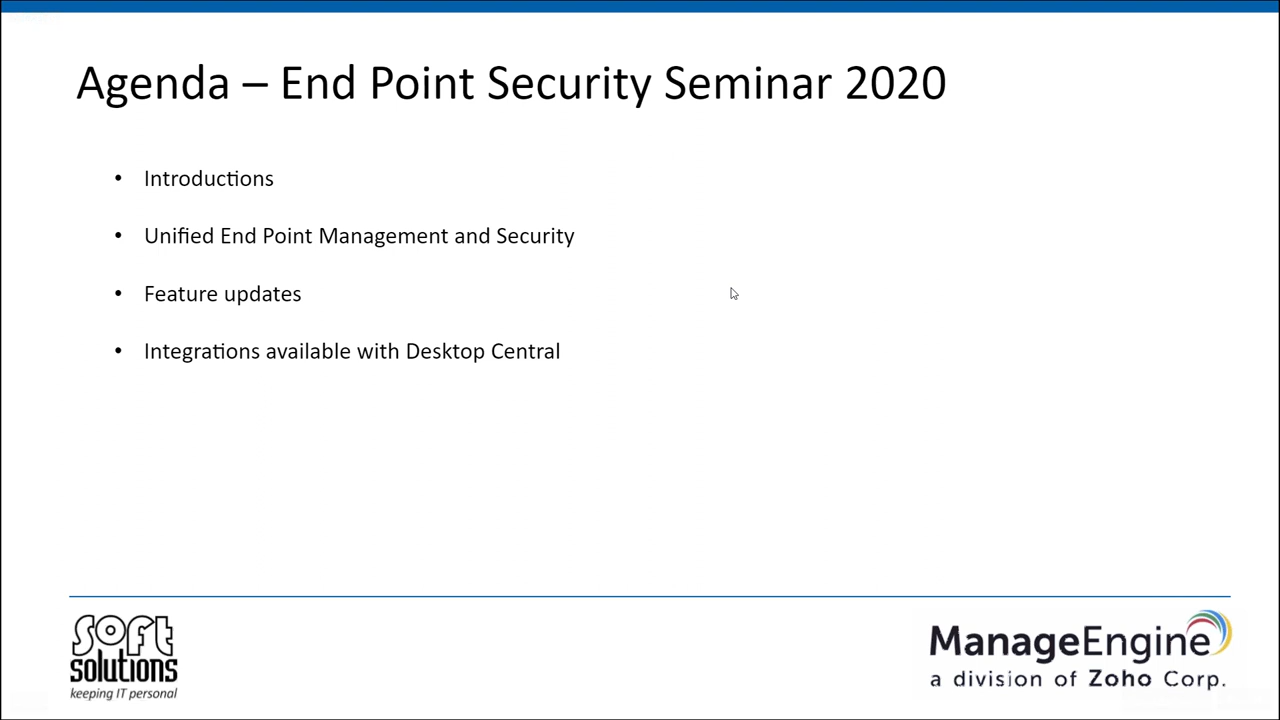 Agenda – End Point Security Seminar 2020
• Introductions
• Unified End Point Management and Security
• Feature updates
• Integrations available with Desktop Central
soft
solutions
keeping IT personal
ManageEngine
a division of Zoho Corp.